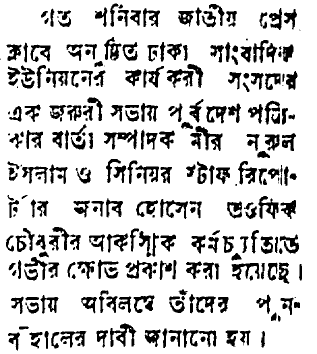 গত শনিবার জাতীয় প্রেস
ক্লাবে অনুষ্ঠিত ঢাকা সাংবাদিক
ইউনিয়নের কার্যকরী সংসদের
এক জরুরী সভায় পূর্বদেশ পত্রি-
কার বার্তা সম্পাদক মীর নূরুল
ইসলাম ও সিনিয়র স্টাফ রিপো-
র্টার জনাব হোসেন তওফিক
চৌধুরীর আকস্মিক কর্মচ্যুতিতে
গভীর ক্ষোভ প্রকাশ করা হয়েছে।
সভায় অবিলম্বে তাঁদের পুন-
র্বহালের দাবী জানানো হয়।